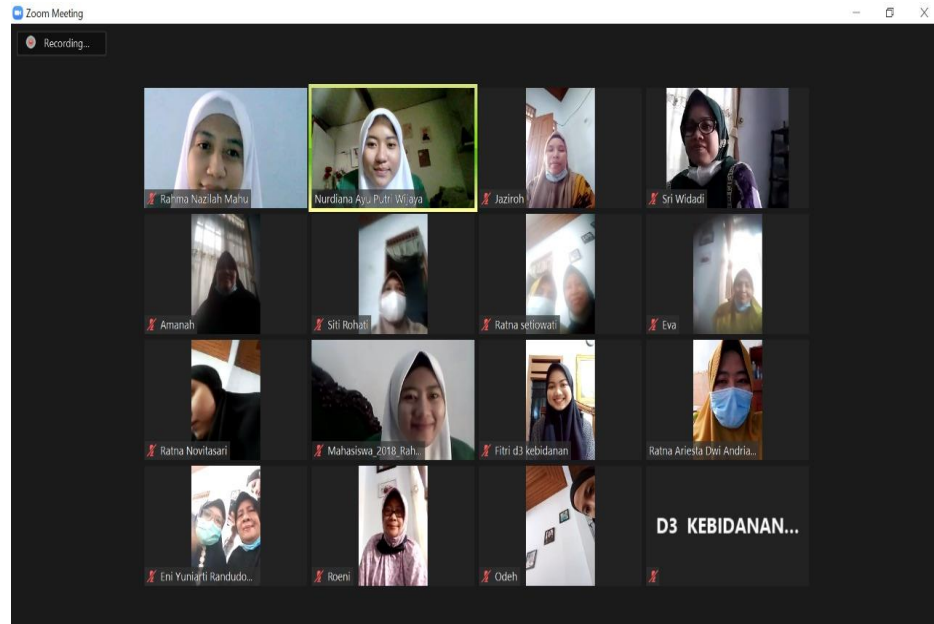 Zoom Meeting
Recording...
Rahma Nazilah Mahu
Nurdiana Ayu Putri Wijaya
Jaziroh
Sri Widadi
Amanah
Siti Rohati
Ratna setiowati
Eva
Ratna Novitasari
Mahasiswa_2018_Rah...
Fitri d3 kebidanan
Ratna Ariesta Dwi Andria...
Eni Yuniarti Randudo...
Roeni
Odeh
D3 KEBIDANAN...